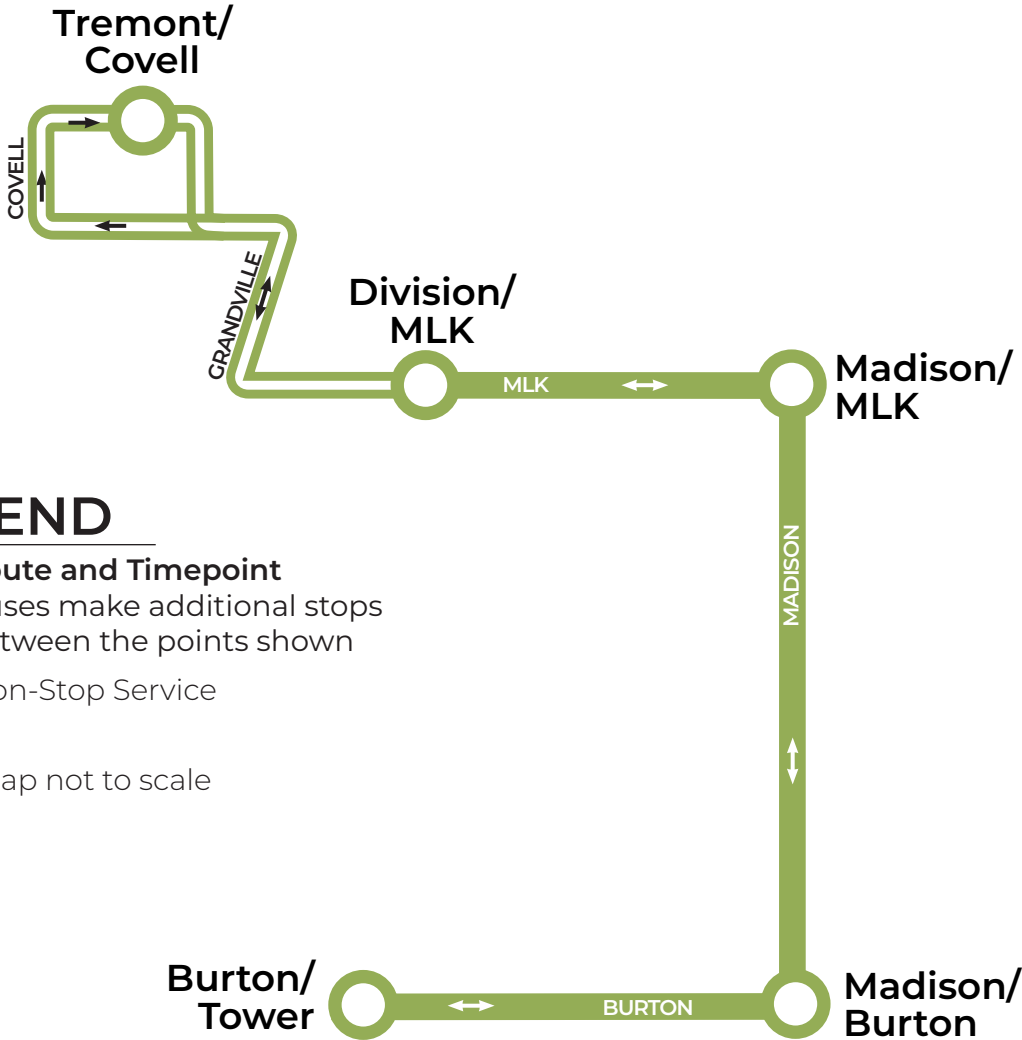 Tremont/
Covell
COVELL
GRANDVILLE
Division/
MLK
MLK
Madison/
MLK
MADISON
END
ute and Timepoint
uses make additional stops
tween the points shown
on-Stop Service
ap not to scale
Burton/
Tower
BURTON
Madison/
Burton